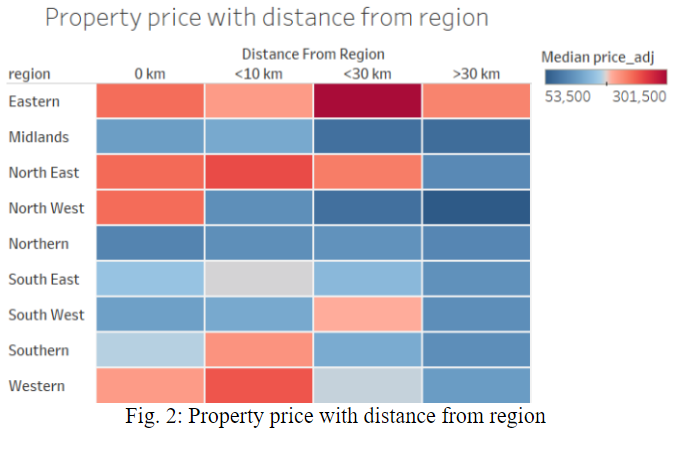 Property price with distance from region
Distance From Region
region 0 km <10 km <30 km >30 km
Median price_adj
53,500 301,500
Eastern
Midlands
North East
North West
Northern
South East
South West
Southern
Western
Fig. 2: Property price with distance from region